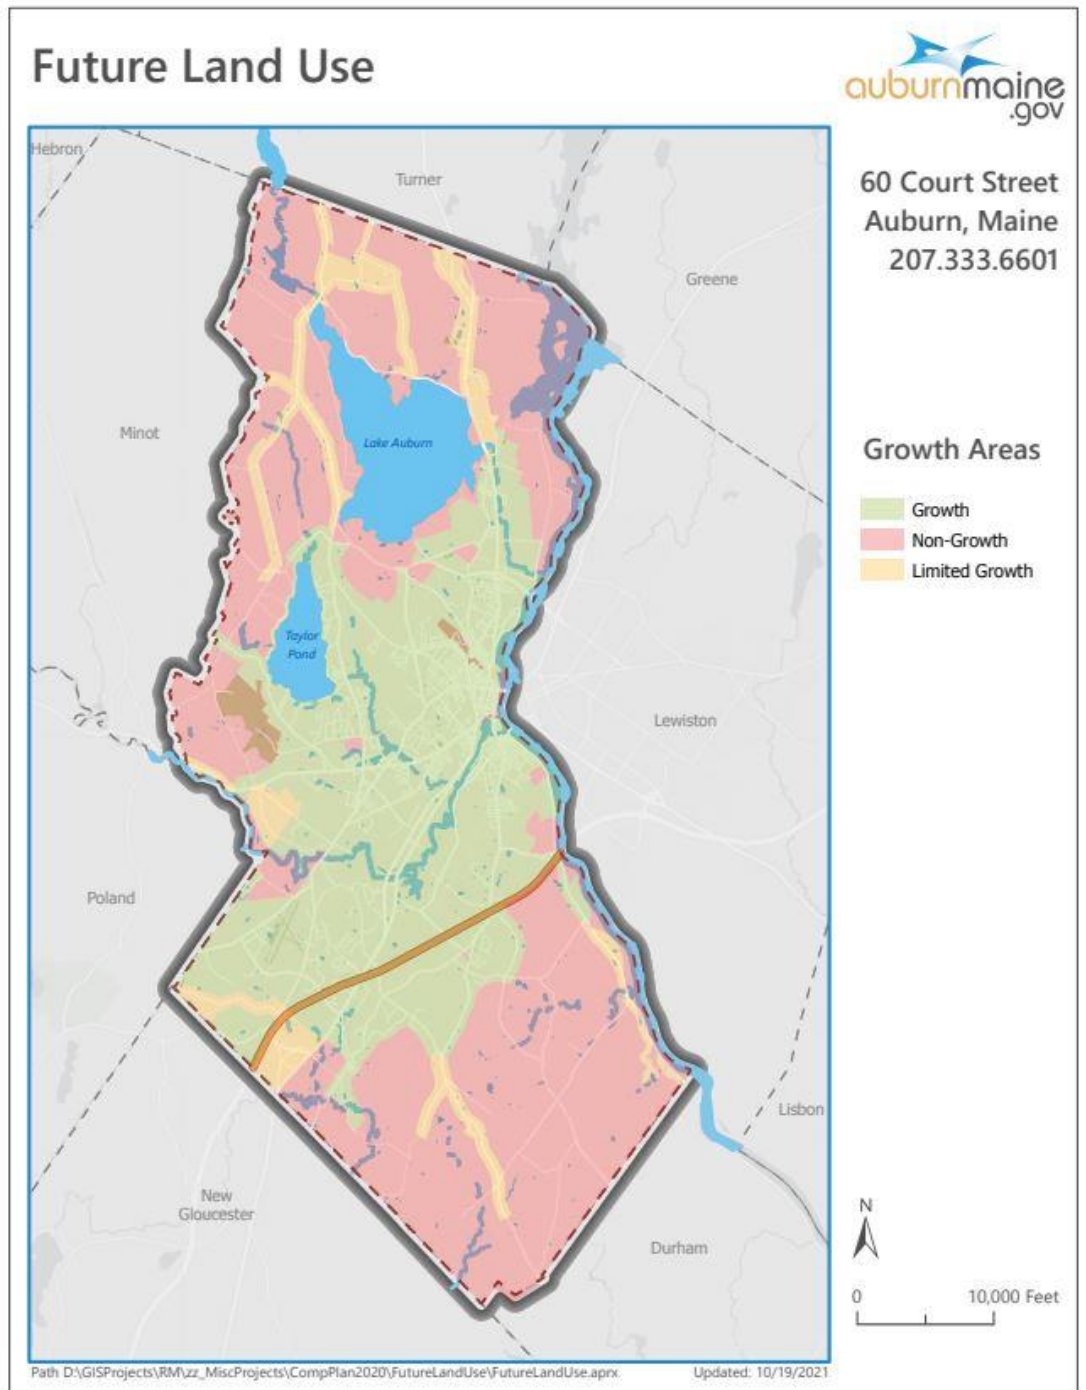 Future Land Use
auburnmaine
.gov
60 Court Street
Auburn, Maine
207.333.6601
Hebron
Turner
Greene
Minot
Lake Auburn
Taylor
Pond
Lewiston
Poland
Lisbon
New
Gloucester
Durham
Growth Areas
Growth
Non-Growth
Limited Growth
N
0 10,000 Feet
Path D:\GISProjects\RM\zz_MiscProjects\CompPlan2020\FutureLandUse\FutureLandUse.aprx Updated: 10/19/2021